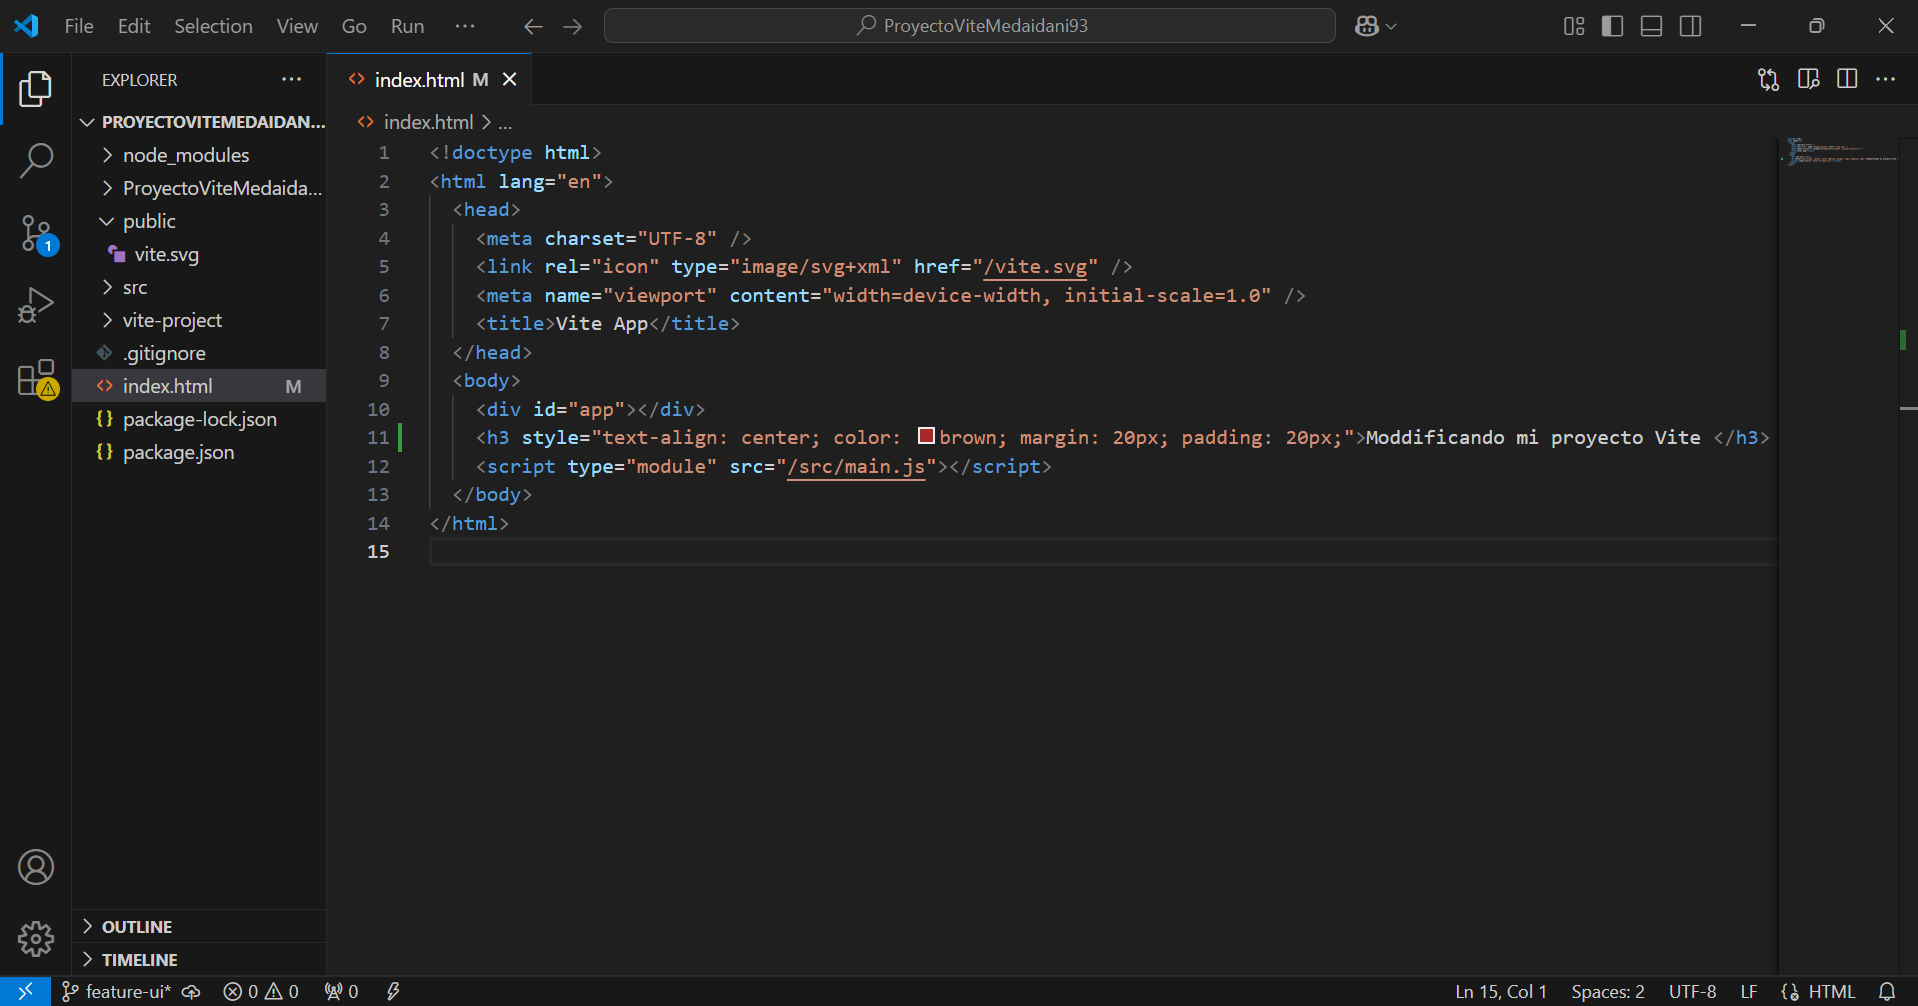 File Edit Selection View Go Run ··· ProyectoViteMedaidani93
EXPLORER ···
PROYECTOVITEMEDAIDAN...
node_modules
ProyectoViteMedaida...
public
vite.svg
src
vite-project
.gitignore
index.html M
package-lock.json
package.json
OUTLINE
TIMELINE
1
index.html M
index.html > ...
1 <!doctype html>
2 <html lang="en">
3 <head>
4 <meta charset="UTF-8" />
5 <link rel="icon" type="image/svg+xml" href="/vite.svg" />
6 <meta name="viewport" content="width=device-width, initial-scale=1.0" />
7 <title>Vite App</title>
8 </head>
9 <body>
10 <div id="app"></div>
11 <h3 style="text-align: center; color: brown; margin: 20px; padding: 20px;">Moddificando mi proyecto Vite </h3>
12 <script type="module" src="/src/main.js"></script>
13 </body>
14 </html>
15
feature-ui* 0 0 0 Ln 15, Col 1 Spaces: 2 UTF-8 LF HTML